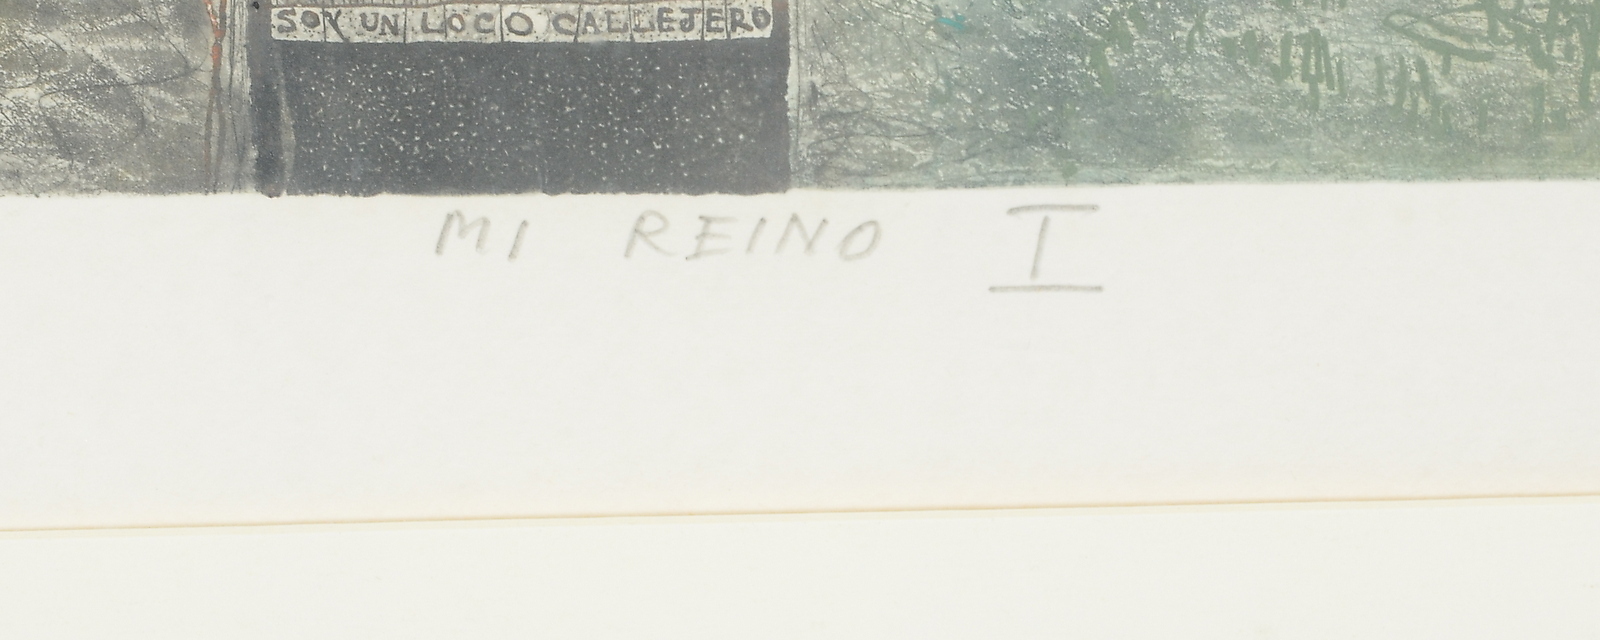 SOY UN LOCO CALLEJERO
MI REINO I